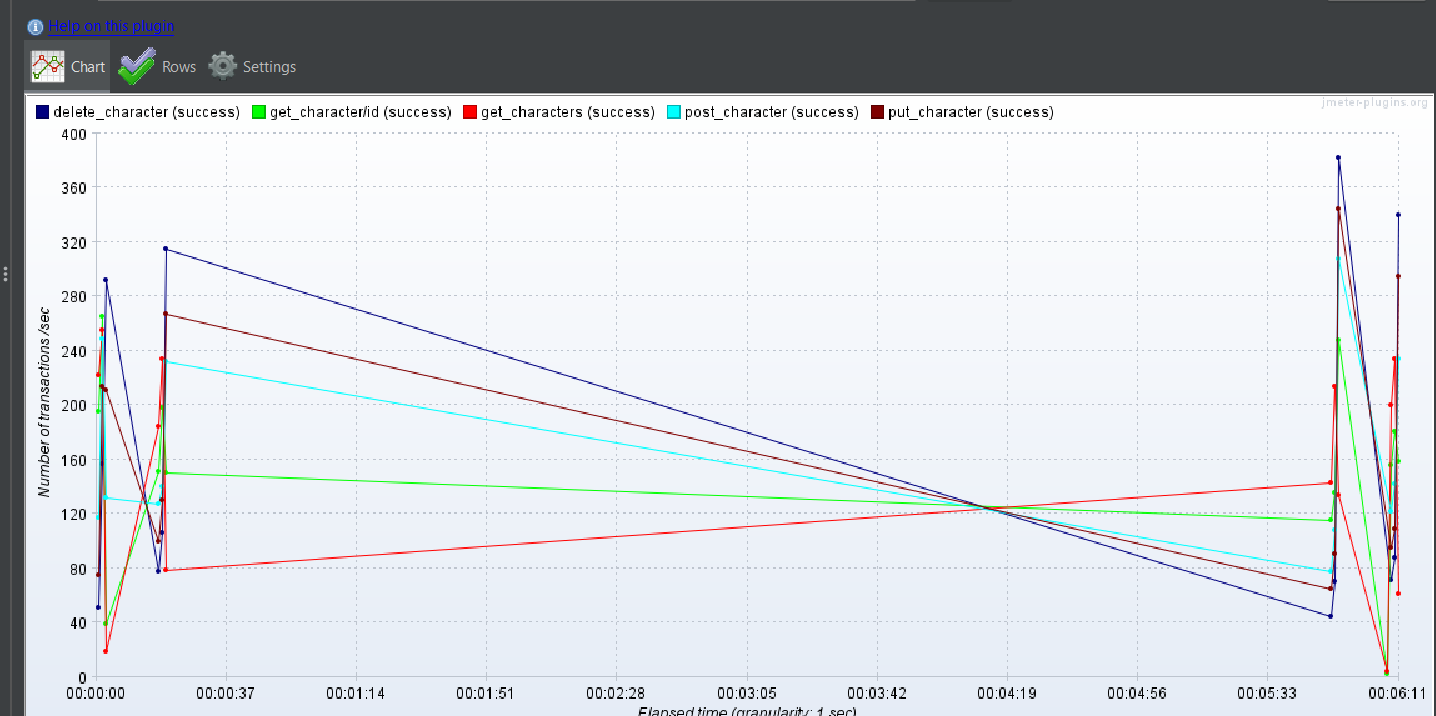 Help on this plugin
Chart Rows Settings
jmeter-plugins.org
delete_character (success) get_character/id (success) get_characters (success) post_character (success) put_character (success)
400
360
320
280
240
200
160
120
80
40
0
Number of transactions /sec
00:00:00 00:00:37 00:01:14 00:01:51 00:02:28 00:03:05 00:03:42 00:04:19 00:04:56 00:05:33 00:06:11
Elapsed time (granularity: 1 sec)